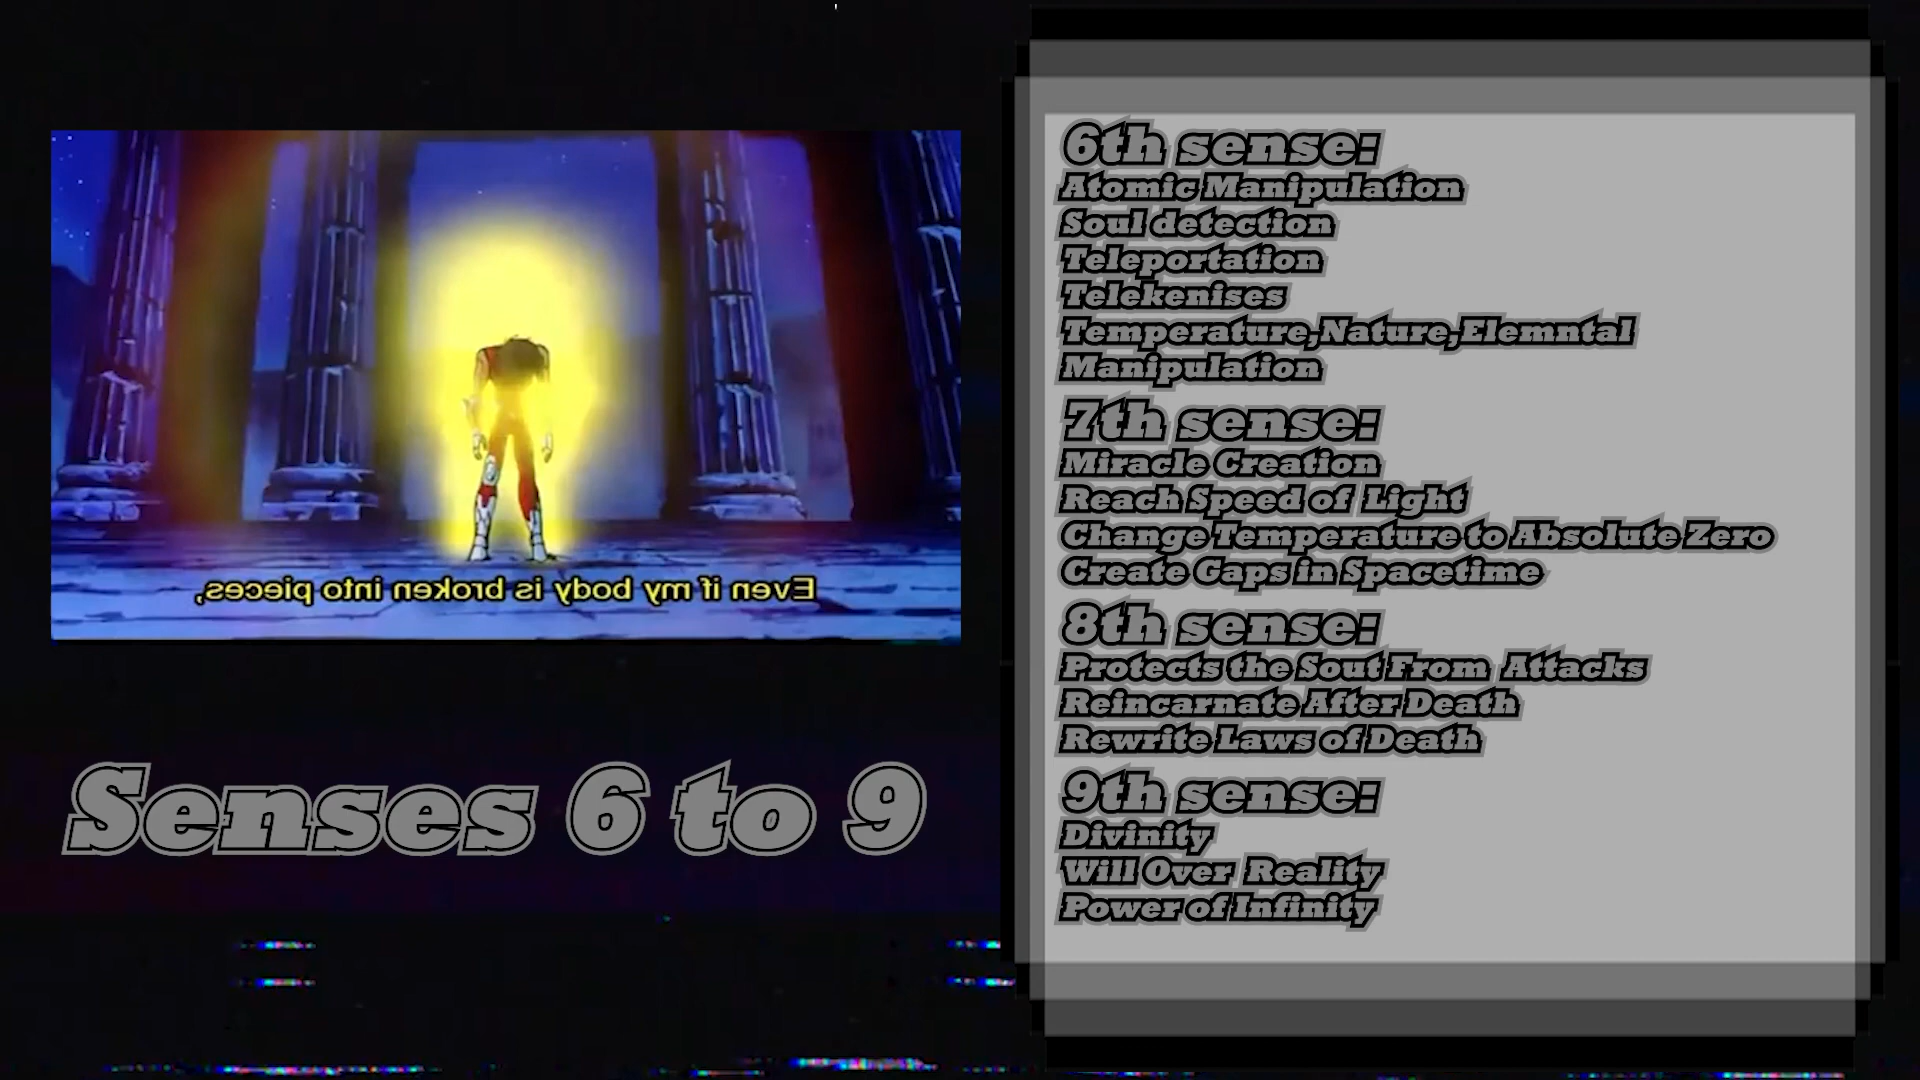 Even if my body is broken into pieces,
Senses 6 to 9
6th sense:
Atomic Manipulation
Soul detection
Teleportation
Telekenises
Temperature,Nature,Elemntal
Manipulation
7th sense:
Miracle Creation
Reach Speed of Light
Change Temperature to Absolute Zero
Create Gaps in Spacetime
8th sense:
Protects the Sout From Attacks
Reincarnate After Death
Rewrite Laws of Death
9th sense:
Divinity
Will Over Reality
Power of Infinity